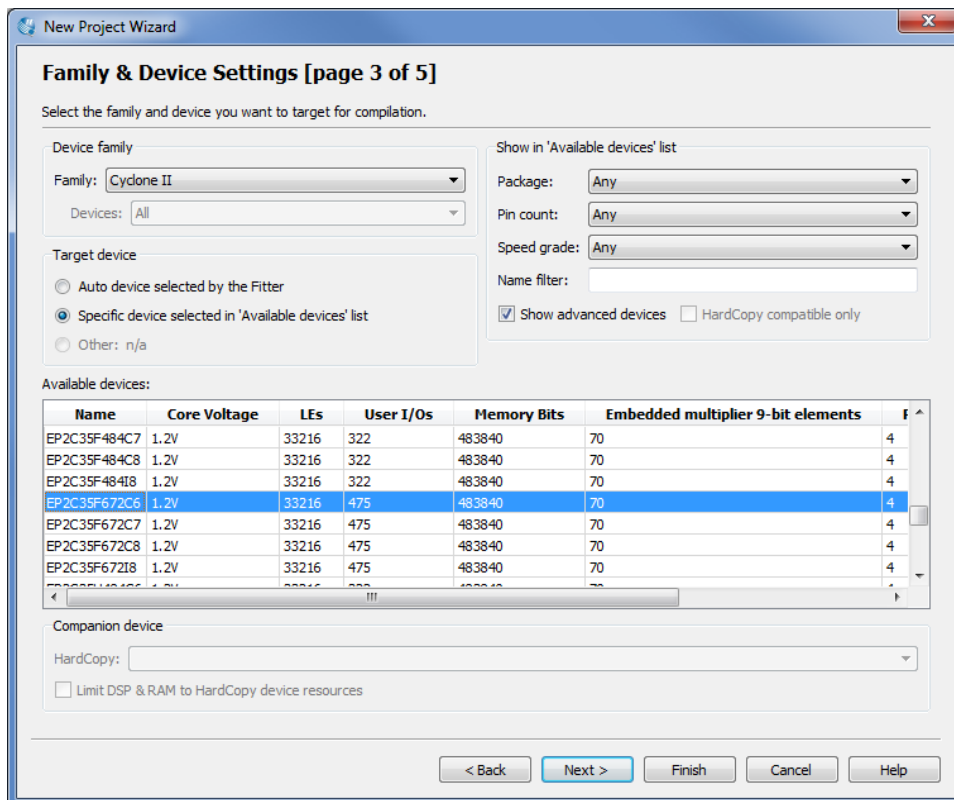 New Project Wizard
Family & Device Settings [page 3 of 5]
Select the family and device you want to target for compilation.
Device family
Family: Cyclone II
Devices: All
Target device
Auto device selected by the Fitter
Specific device selected in 'Available devices' list
Other: n/a
Show in 'Available devices' list
Package: Any
Pin count: Any
Speed grade: Any
Name filter:
Show advanced devices HardCopy compatible only
Available devices:
Name Core Voltage LEs User I/Os Memory Bits Embedded multiplier 9-bit elements
EP2C35F484C7 1.2V 33216 322 483840 70 4
EP2C35F484C8 1.2V 33216 322 483840 70 4
EP2C35F484I8 1.2V 33216 322 483840 70 4
EP2C35F672C6 1.2V 33216 475 483840 70 4
EP2C35F672C7 1.2V 33216 475 483840 70 4
EP2C35F672C8 1.2V 33216 475 483840 70 4
EP2C35F672I8 1.2V 33216 475 483840 70 4
Companion device
HardCopy:
Limit DSP & RAM to HardCopy device resources
< Back Next > Finish Cancel Help